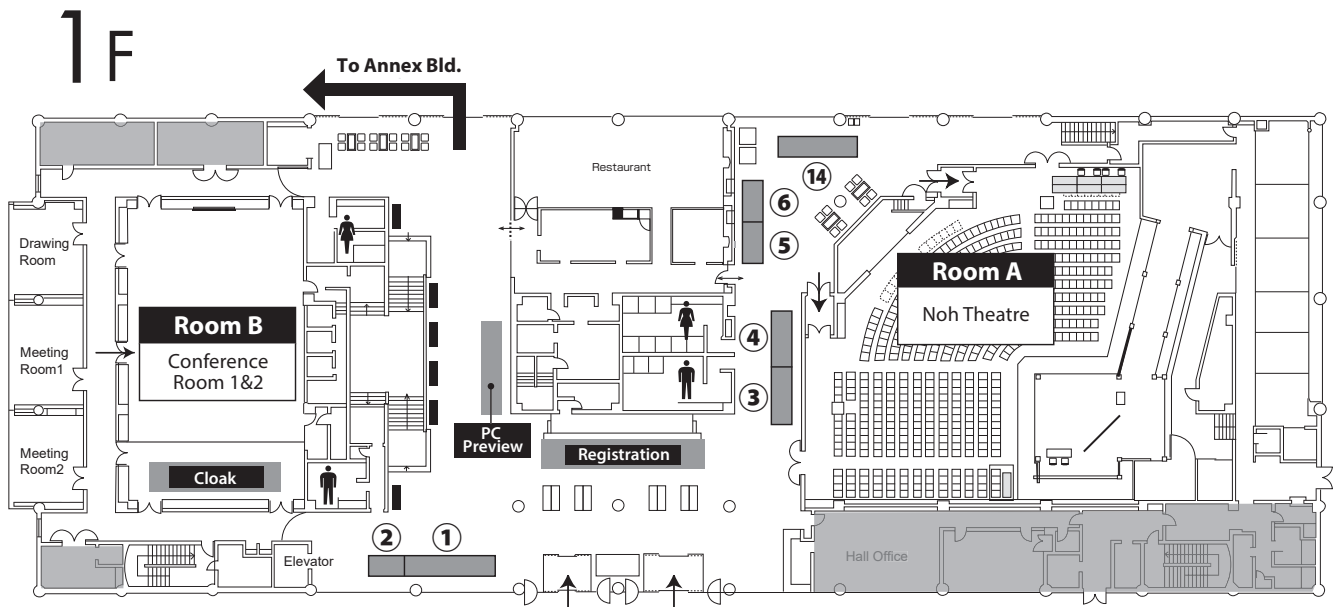 1F
To Annex Bldg.
Restaurant
14
6
5
Drawing
Room
Room A
Noh Theatre
Room B
Conference
Room 1&2
Meeting
Room1
4
3
PC
Preview
Registration
Meeting
Room2
Cloak
2
1
Elevator
Hall Office